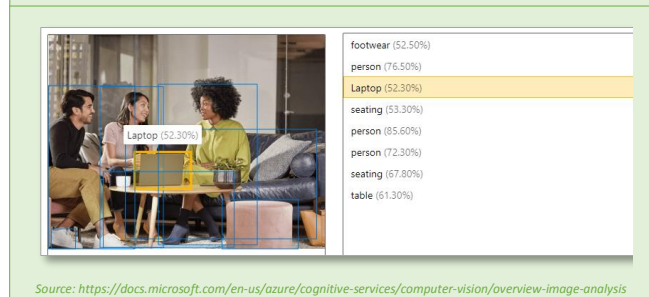 footwear (52.50%)
person (76.50%)
Laptop (52.30%)
Laptop (52.30%)
seating (53.30%)
person (85.60%)
person (72.30%)
seating (67.80%)
table (61.30%)
Source: https://docs.microsoft.com/en-us/azure/cognitive-services/computer-vision/overview-image-analysis